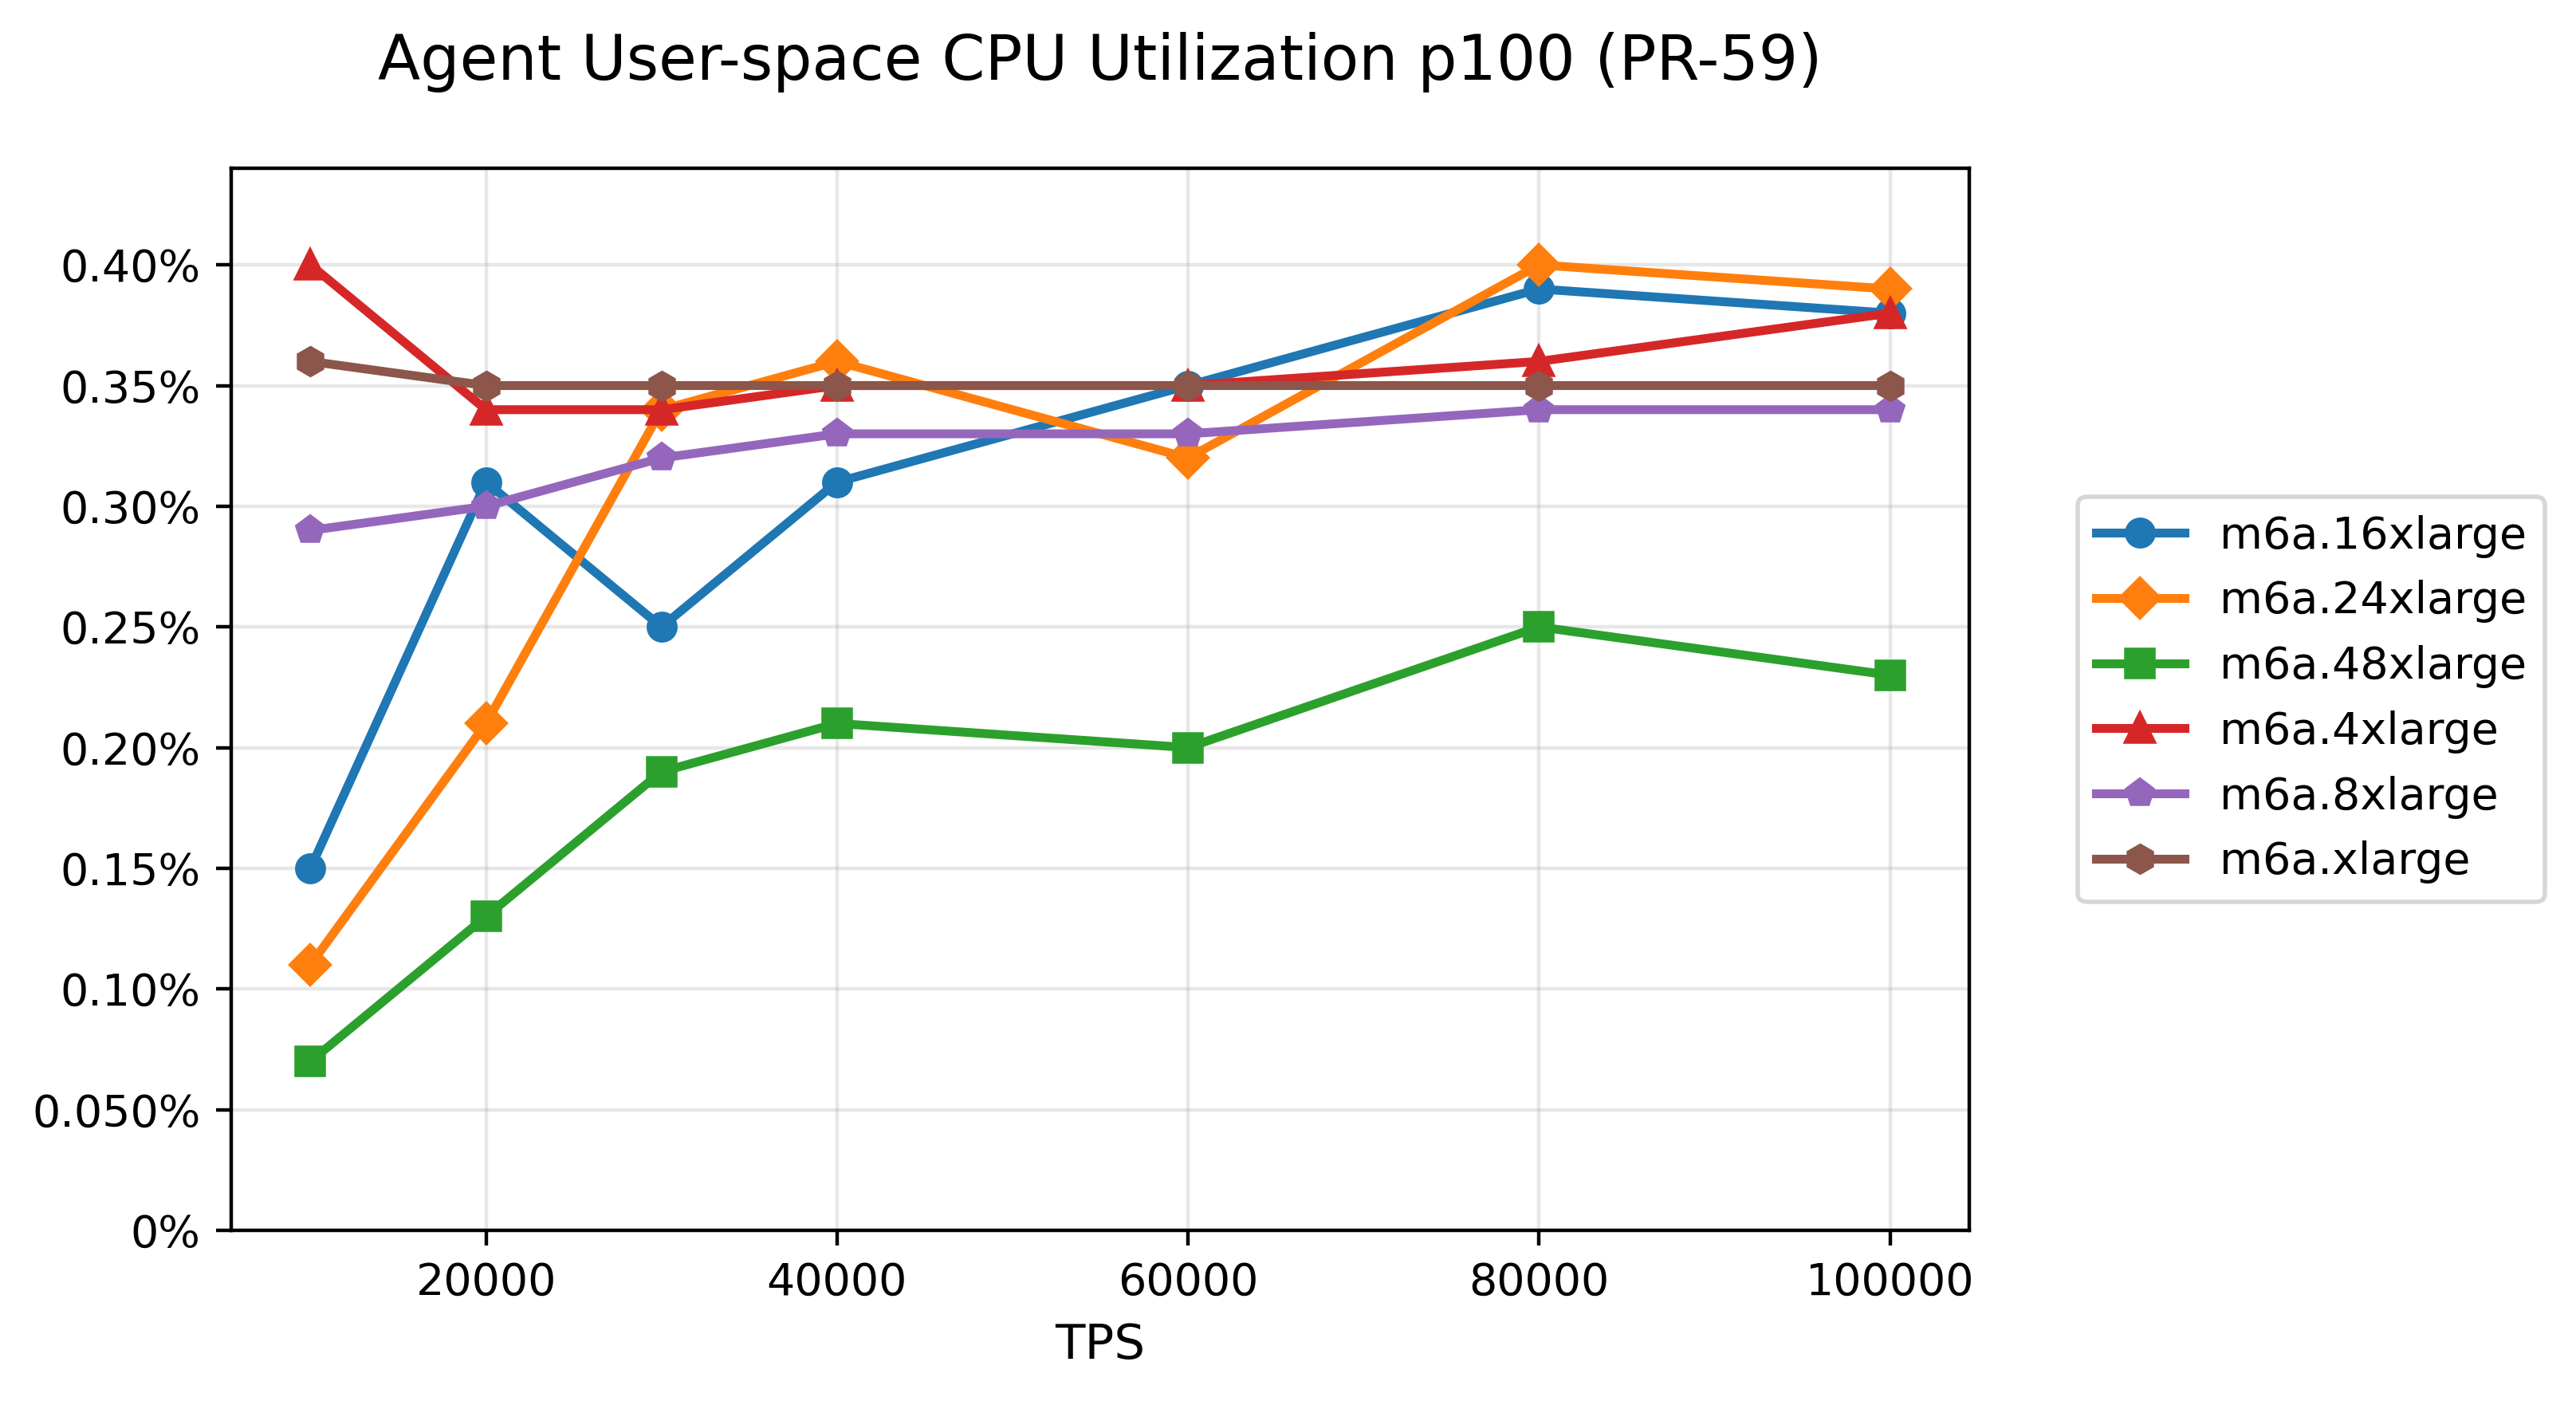 Agent User-space CPU Utilization p100 (PR-59)
0.40%
0.35%
0.30%
0.25%
0.20%
0.15%
0.10%
0.050%
0%
20000 40000 60000 80000 100000
TPS
m6a.16xlarge
m6a.24xlarge
m6a.48xlarge
m6a.4xlarge
m6a.8xlarge
m6a.xlarge